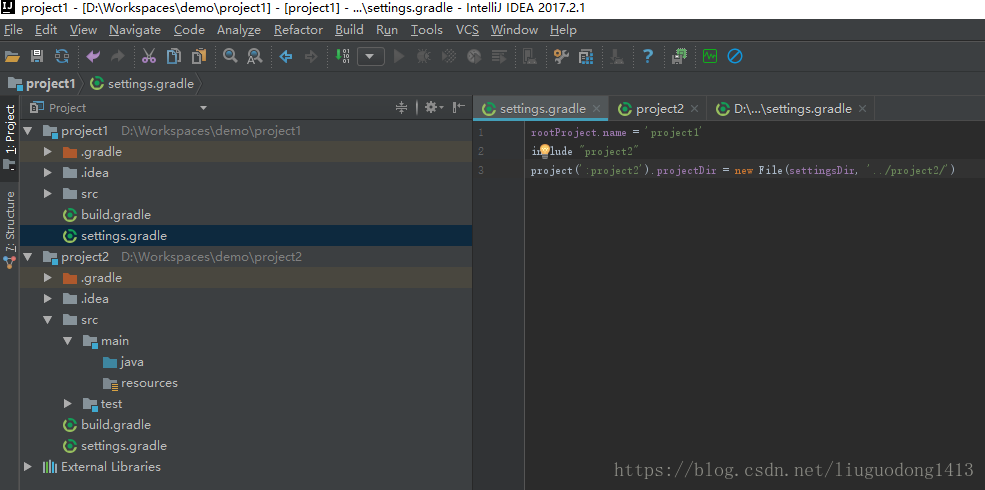 project1 - [D:\Workspaces\demo\project1] - [project1] - ...\settings.gradle - IntelliJ IDEA 2017.2.1
File Edit View Navigate Code Analyze Refactor Build Run Tools VCS Window Help
project1 settings.gradle
Project
settings.gradle project2 D:\...\settings.gradle
1: Project
7: Structure
project1 D:\Workspaces\demo\project1
.gradle
.idea
src
build.gradle
settings.gradle
project2 D:\Workspaces\demo\project2
.gradle
.idea
src
main
java
resources
test
build.gradle
settings.gradle
External Libraries
1 rootProject.name = 'project1'
2 include "project2"
3 project(':project2').projectDir = new File(settingsDir, '../project2/')
https://blog.csdn.net/liuguodong1413